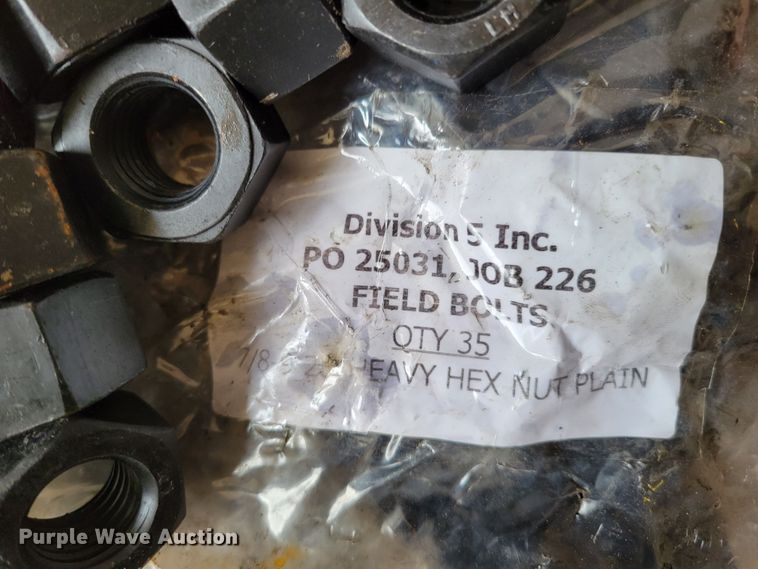 Division 5 Inc.
PO 25031, JOB 226
FIELD BOLTS.
QTY 35
HEAVY HEX NUT PLAIN
Purple Wave Auction®